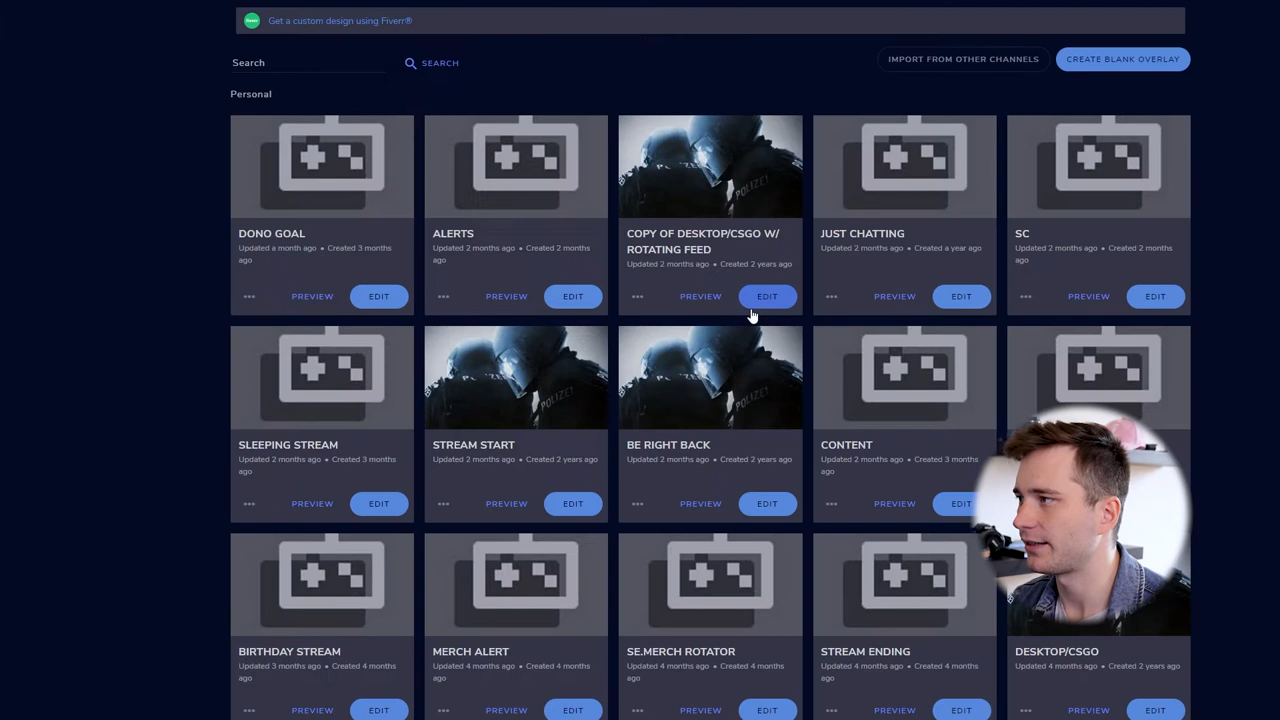 fiverr
Get a custom design using Fiverr®
Search
SEARCH
IMPORT FROM OTHER CHANNELS
CREATE BLANK OVERLAY
Personal
DONO GOAL
Updated a month ago • Created 3 months
ago
••• PREVIEW EDIT
ALERTS
Updated 2 months ago • Created 2 months
ago
••• PREVIEW EDIT
POLIZEI
COPY OF DESKTOP/CSGO W/
ROTATING FEED
Updated 2 months ago • Created 2 years ago
••• PREVIEW EDIT
JUST CHATTING
Updated 2 months ago • Created a year ago
••• PREVIEW EDIT
SC
Updated 2 months ago • Created 2 months
ago
••• PREVIEW EDIT
SLEEPING STREAM
Updated 2 months ago • Created 3 months
ago
••• PREVIEW EDIT
POLIZEI
STREAM START
Updated 2 months ago • Created 2 years ago
••• PREVIEW EDIT
POLIZEI
BE RIGHT BACK
Updated 2 months ago • Created 2 years ago
••• PREVIEW EDIT
CONTENT
Updated 2 months ago • Created 3 months
ago
••• PREVIEW EDIT
BIRTHDAY STREAM
Updated 3 months ago • Created 4 months
ago
••• PREVIEW EDIT
MERCH ALERT
Updated 4 months ago • Created 4 months
ago
••• PREVIEW EDIT
SE.MERCH ROTATOR
Updated 4 months ago • Created 4 months
ago
••• PREVIEW EDIT
STREAM ENDING
Updated 4 months ago • Created 4 months
ago
••• PREVIEW EDIT
DESKTOP/CSGO
Updated 4 months ago • Created 2 years ago
••• PREVIEW EDIT